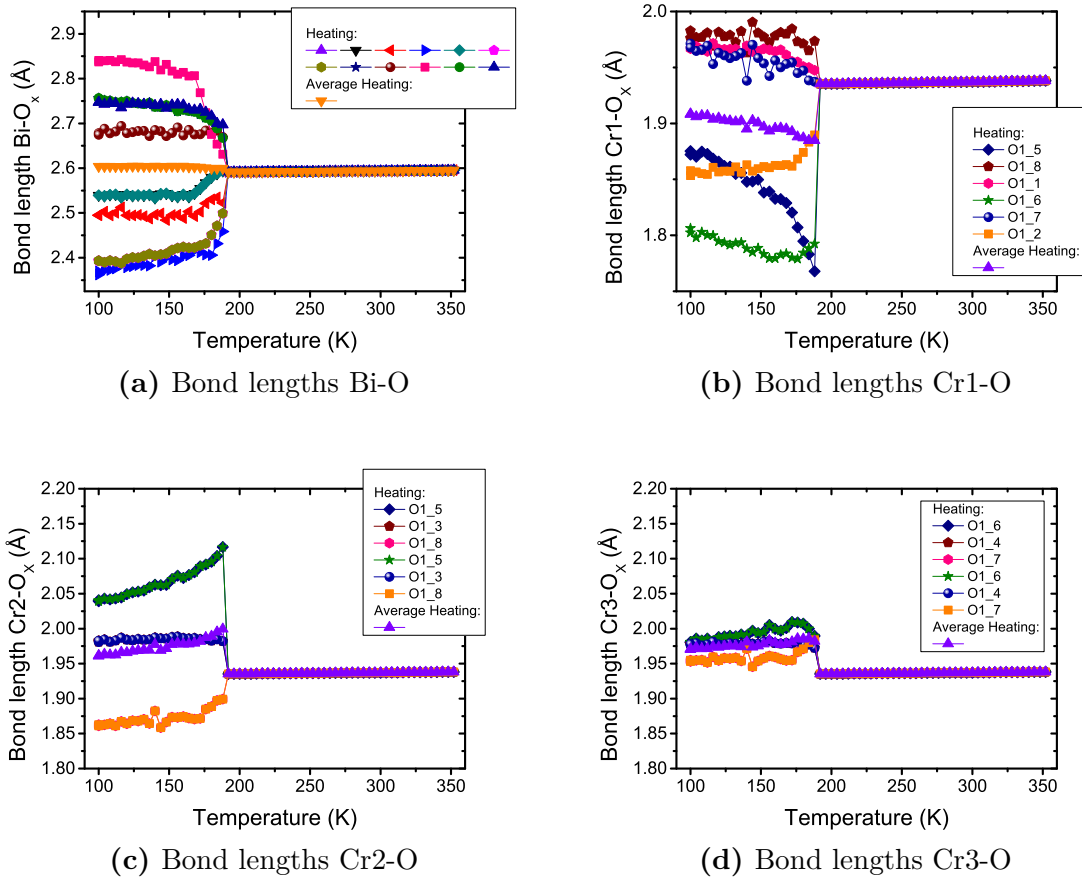 2.9
2.8
2.7
2.6
2.5
2.4
Bond length Bi-Ox (Å)
100 150 200 250 300 350
Temperature (K)
Heating:
Average Heating:
(a) Bond lengths Bi-O
2.0
1.9
1.8
Bond length Cr1-Ox (Å)
100 150 200 250 300 350
Temperature (K)
Heating:
O1_5
O1_8
O1_1
O1_6
O1_7
O1_2
Average Heating:
(b) Bond lengths Cr1-O
2.20
2.15
2.10
2.05
2.00
1.95
1.90
1.85
1.80
Bond length Cr2-OX (Å)
100 150 200 250 300 350
Temperature (K)
Heating:
O1_5
O1_3
O1_8
O1_5
O1_3
O1_8
Average Heating:
(c) Bond lengths Cr2-O
2.20
2.15
2.10
2.05
2.00
1.95
1.90
1.85
1.80
Bond length Cr3-OX (Å)
100 150 200 250 300 350
Temperature (K)
Heating:
O1_6
O1_4
O1_7
O1_6
O1_4
O1_7
Average Heating:
(d) Bond lengths Cr3-O